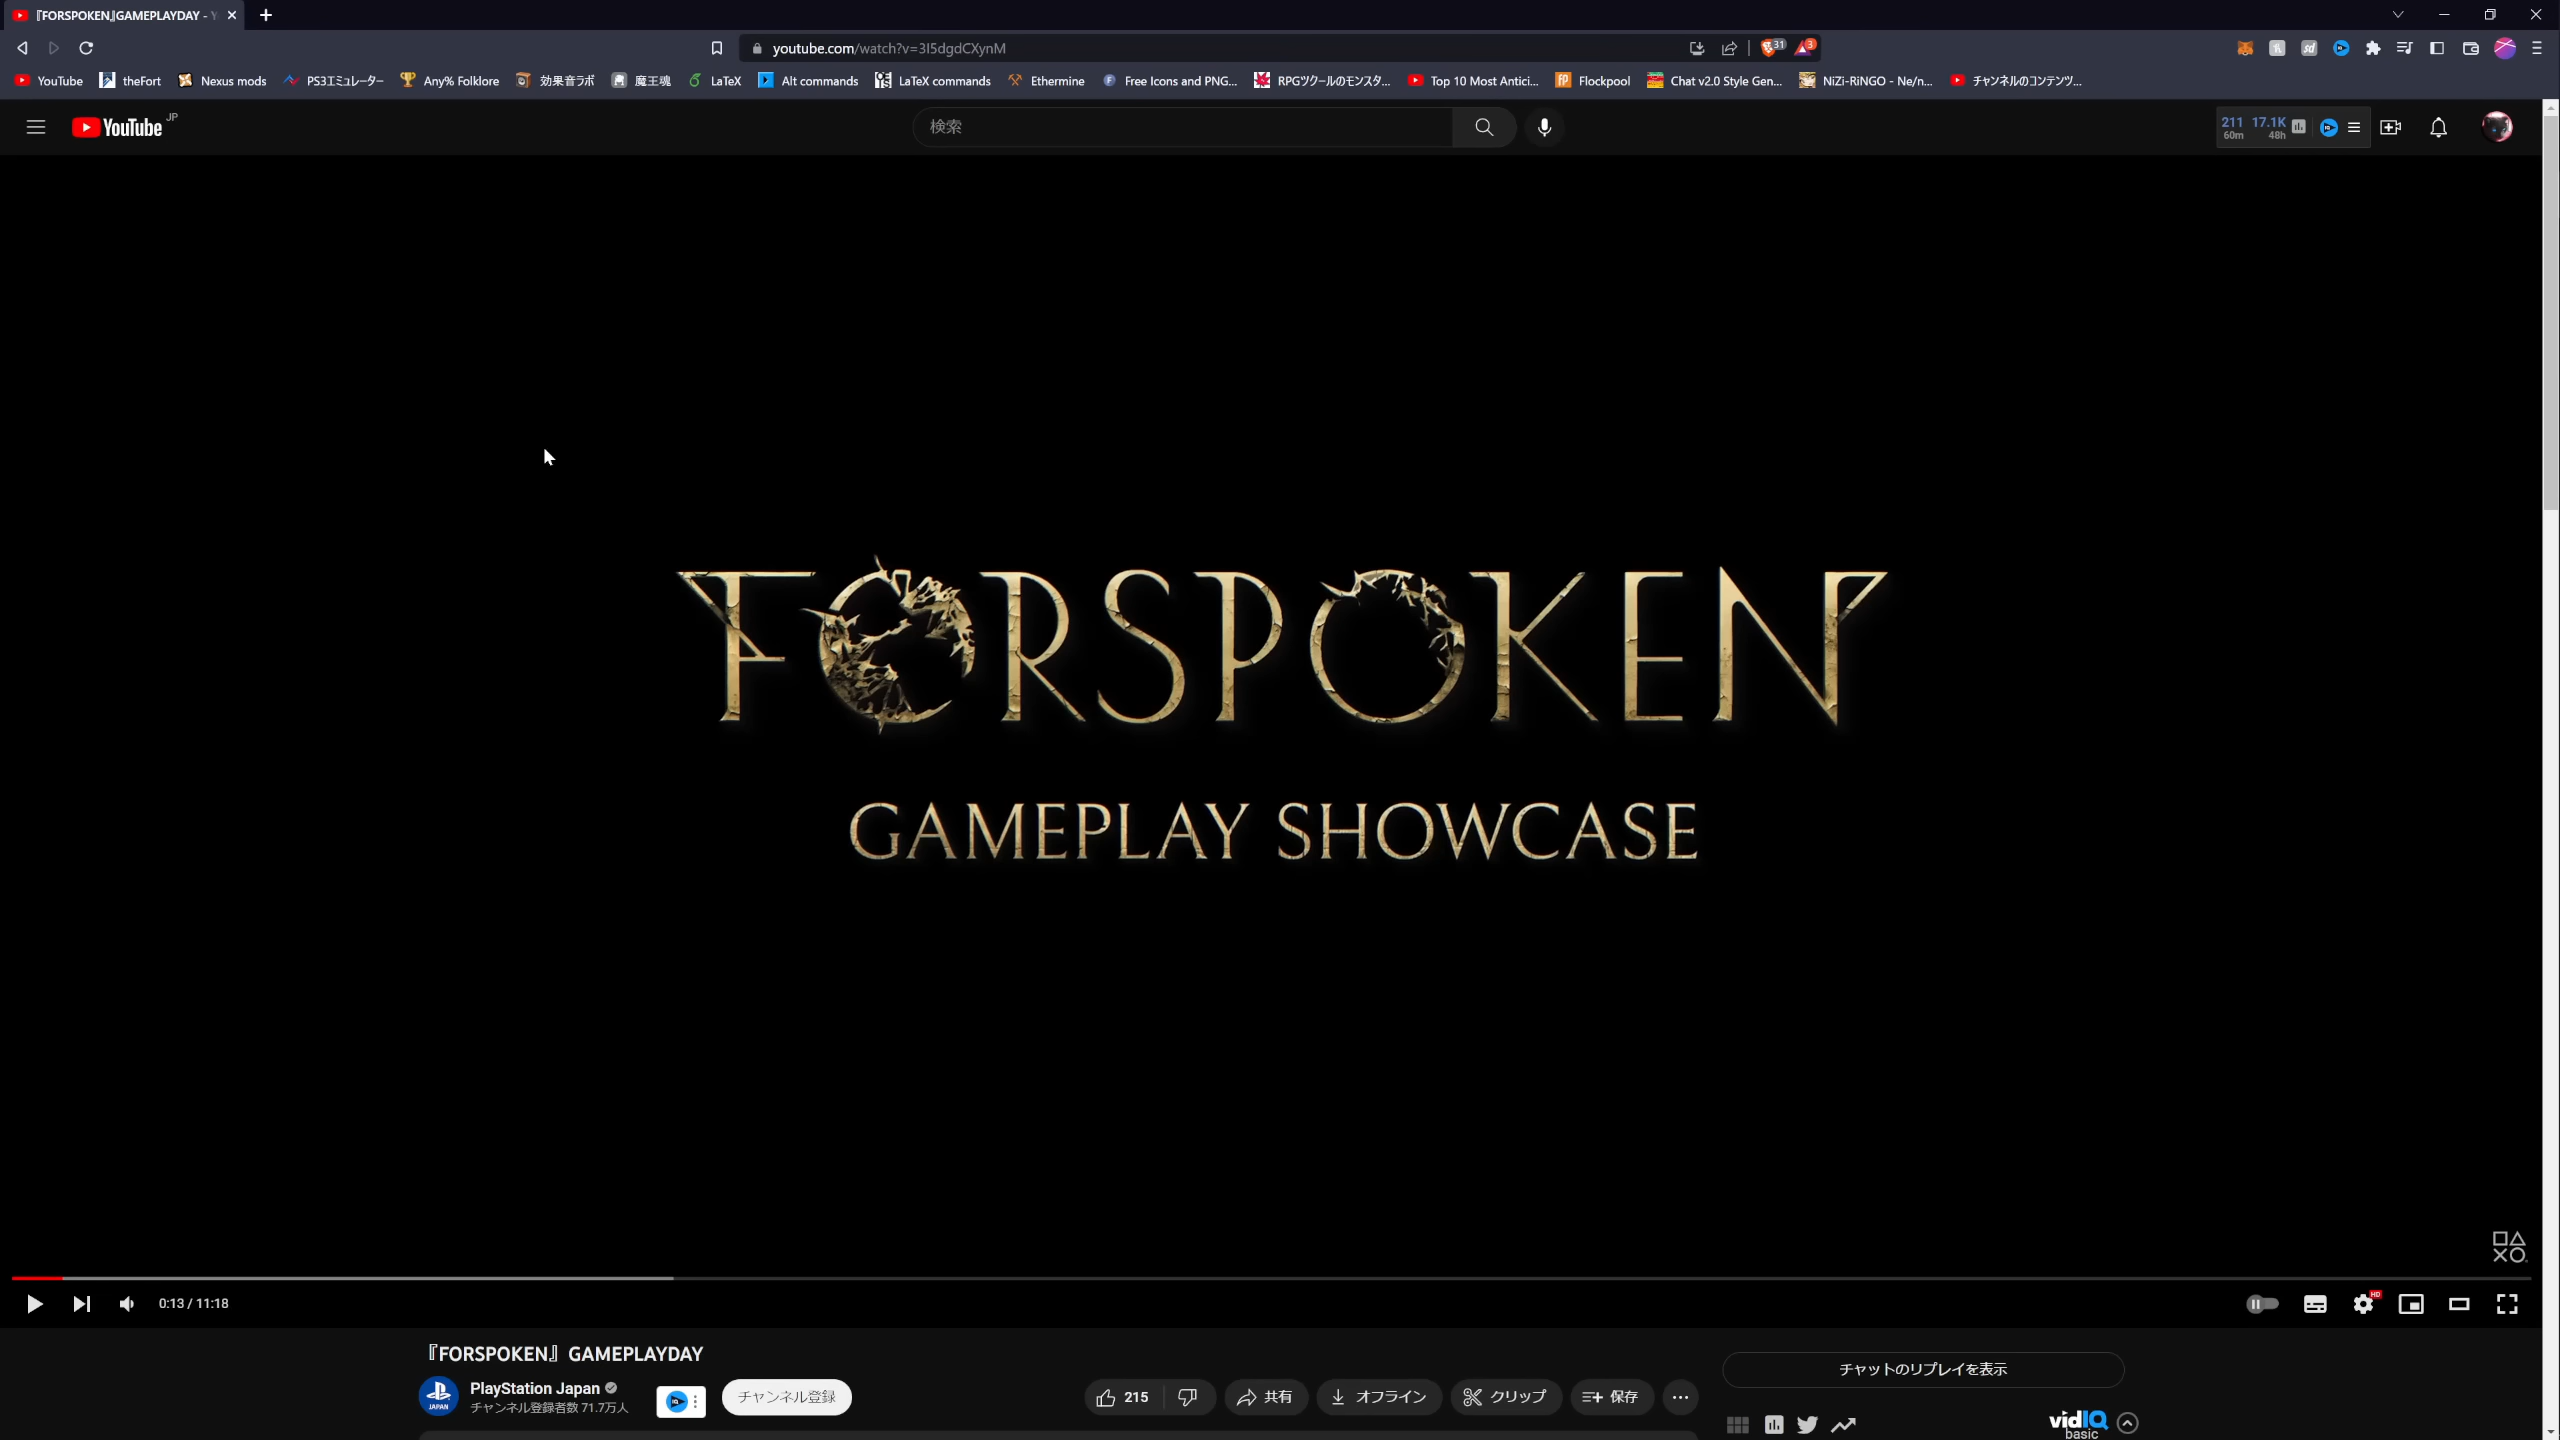 『FORSPOKEN』GAMEPLAYDAY - Y
youtube.com/watch?v=3I5dgdCXynM
31
3
YouTube
theFort
Nexus mods
PS3エミュレーター
Any% Folklore
効果音ラボ
魔王魂
LaTeX
Alt commands
LaTeX commands
Ethermine
Free Icons and PNG...
RPGツクールのモンスタ...
Top 10 Most Antici...
Flockpool
Chat v2.0 Style Gen...
NiZi-RiNGO - Ne/n...
チャンネルのコンテンツ...
YouTube JP
検索
211 17.1K
60m 48h
FORSPOKEN
GAMEPLAY SHOWCASE
0:13 / 11:18
HD
『FORSPOKEN』 GAMEPLAYDAY
PlayStation Japan
チャンネル登録者数 71.7万人
JAPAN
チャンネル登録
215
共有
オフライン
クリップ
保存
チャットのリプレイを表示
vidIQ
basic